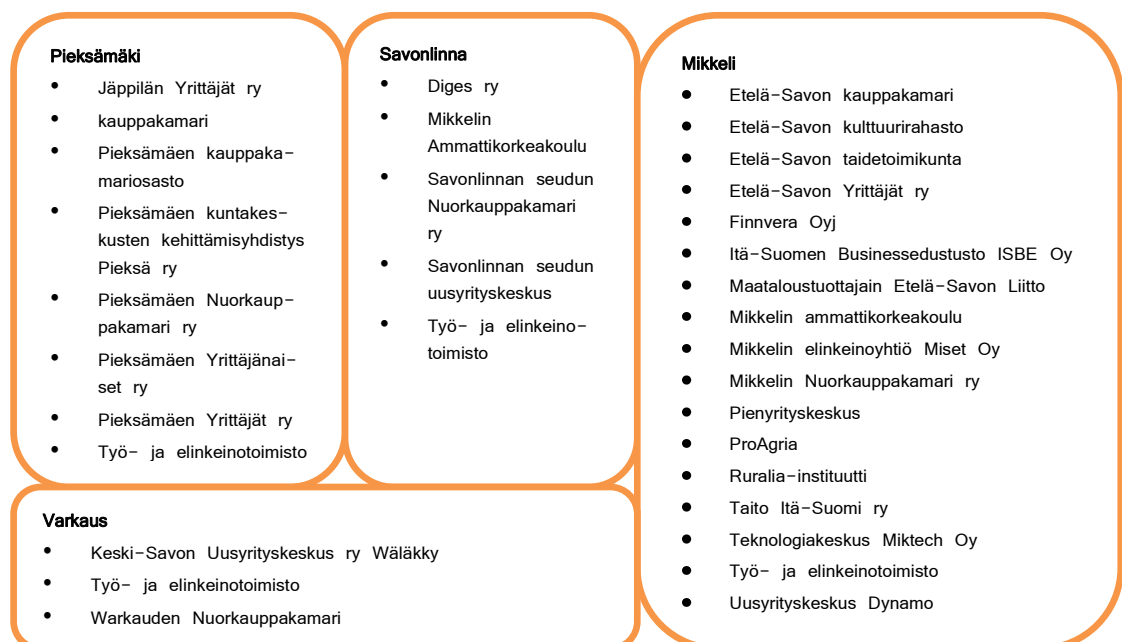 Pieksämäki
• Jäppilän Yrittäjät ry
• kauppakamari
• Pieksämäen kauppaka-
mariosasto
• Pieksämäen kuntakes-
kusten kehittämisyhdistys
Pieksä ry
• Pieksämäen Nuorkaup-
pakamari ry
• Pieksämäen Yrittäjänai-
set ry
• Pieksämäen Yrittäjät ry
• Työ- ja elinkeinotoimisto
Savonlinna
• Diges ry
• Mikkelin
Ammattikorkeakoulu
• Savonlinnan seudun
Nuorkauppakamari
ry
• Savonlinnan seudun
uusyrityskeskus
• Työ- ja elinkeino-
toimisto
Mikkeli
• Etelä-Savon kauppakamari
• Etelä-Savon kulttuurirahasto
• Etelä-Savon taidetoimikunta
• Etelä-Savon Yrittäjät ry
• Finnvera Oyj
• Itä-Suomen Businessedustusto ISBE Oy
• Maataloustuottajain Etelä-Savon Liitto
• Mikkelin ammattikorkeakoulu
• Mikkelin elinkeinoyhtiö Miset Oy
• Mikkelin Nuorkauppakamari ry
• Pienyrityskeskus
• ProAgria
• Ruralia-instituutti
• Taito Itä-Suomi ry
• Teknologiakeskus Miktech Oy
• Työ- ja elinkeinotoimisto
• Uusyrityskeskus Dynamo
Varkaus
• Keski-Savon Uusyrityskeskus ry Wäläkky
• Työ- ja elinkeinotoimisto
• Warkauden Nuorkauppakamari